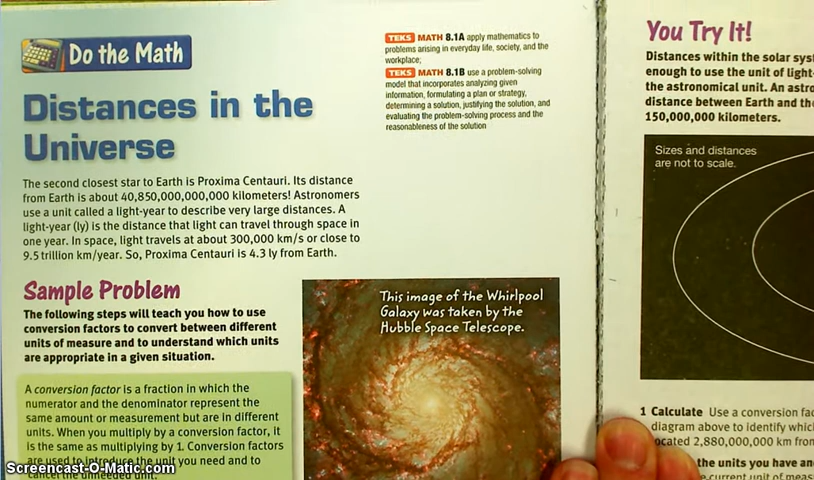 Do the Math
Distances in the
Universe
The second closest star to Earth is Proxima Centauri. Its distance
from Earth is about 40,850,000,000,000 kilometers! Astronomers
use a unit called a light-year to describe very large distances. A
light-year (ly) is the distance that light can travel through space in
one year. In space, light travels at about 300,000 km/s or close to
9.5 trillion km/year. So, Proxima Centauri is 4.3 ly from Earth.
TEKS MATH 8.1A apply mathematics to
problems arising in everyday life, society, and the
workplace;
TEKS MATH 8.1B use a problem-solving
model that incorporates analyzing given
information, formulating a plan or strategy,
determining a solution, justifying the solution, and
evaluating the problem-solving process and the
reasonableness of the solution
Sample Problem
The following steps will teach you how to use
conversion factors to convert between different
units of measure and to understand which units
are appropriate in a given situation.
A conversion factor is a fraction in which the
numerator and the denominator represent the
same amount or measurement but are in different
units. When you multiply by a conversion factor, it
is the same as multiplying by 1. Conversion factors
are used to introduce the unit you need and to
cancel the unneeded unit.
This image of the Whirlpool
Galaxy was taken by the
Hubble Space Telescope.
You Try It!
Distances within the solar
enough to use the unit of light-
the astronomical unit. An
distance between Earth and
150,000,000 kilometers.
Sizes and distances
are not to scale.
1 Calculate Use a conversion
diagram above to identify
2,880,000,000 km
the units you have
current unit of
Screencast-O-Matic.com